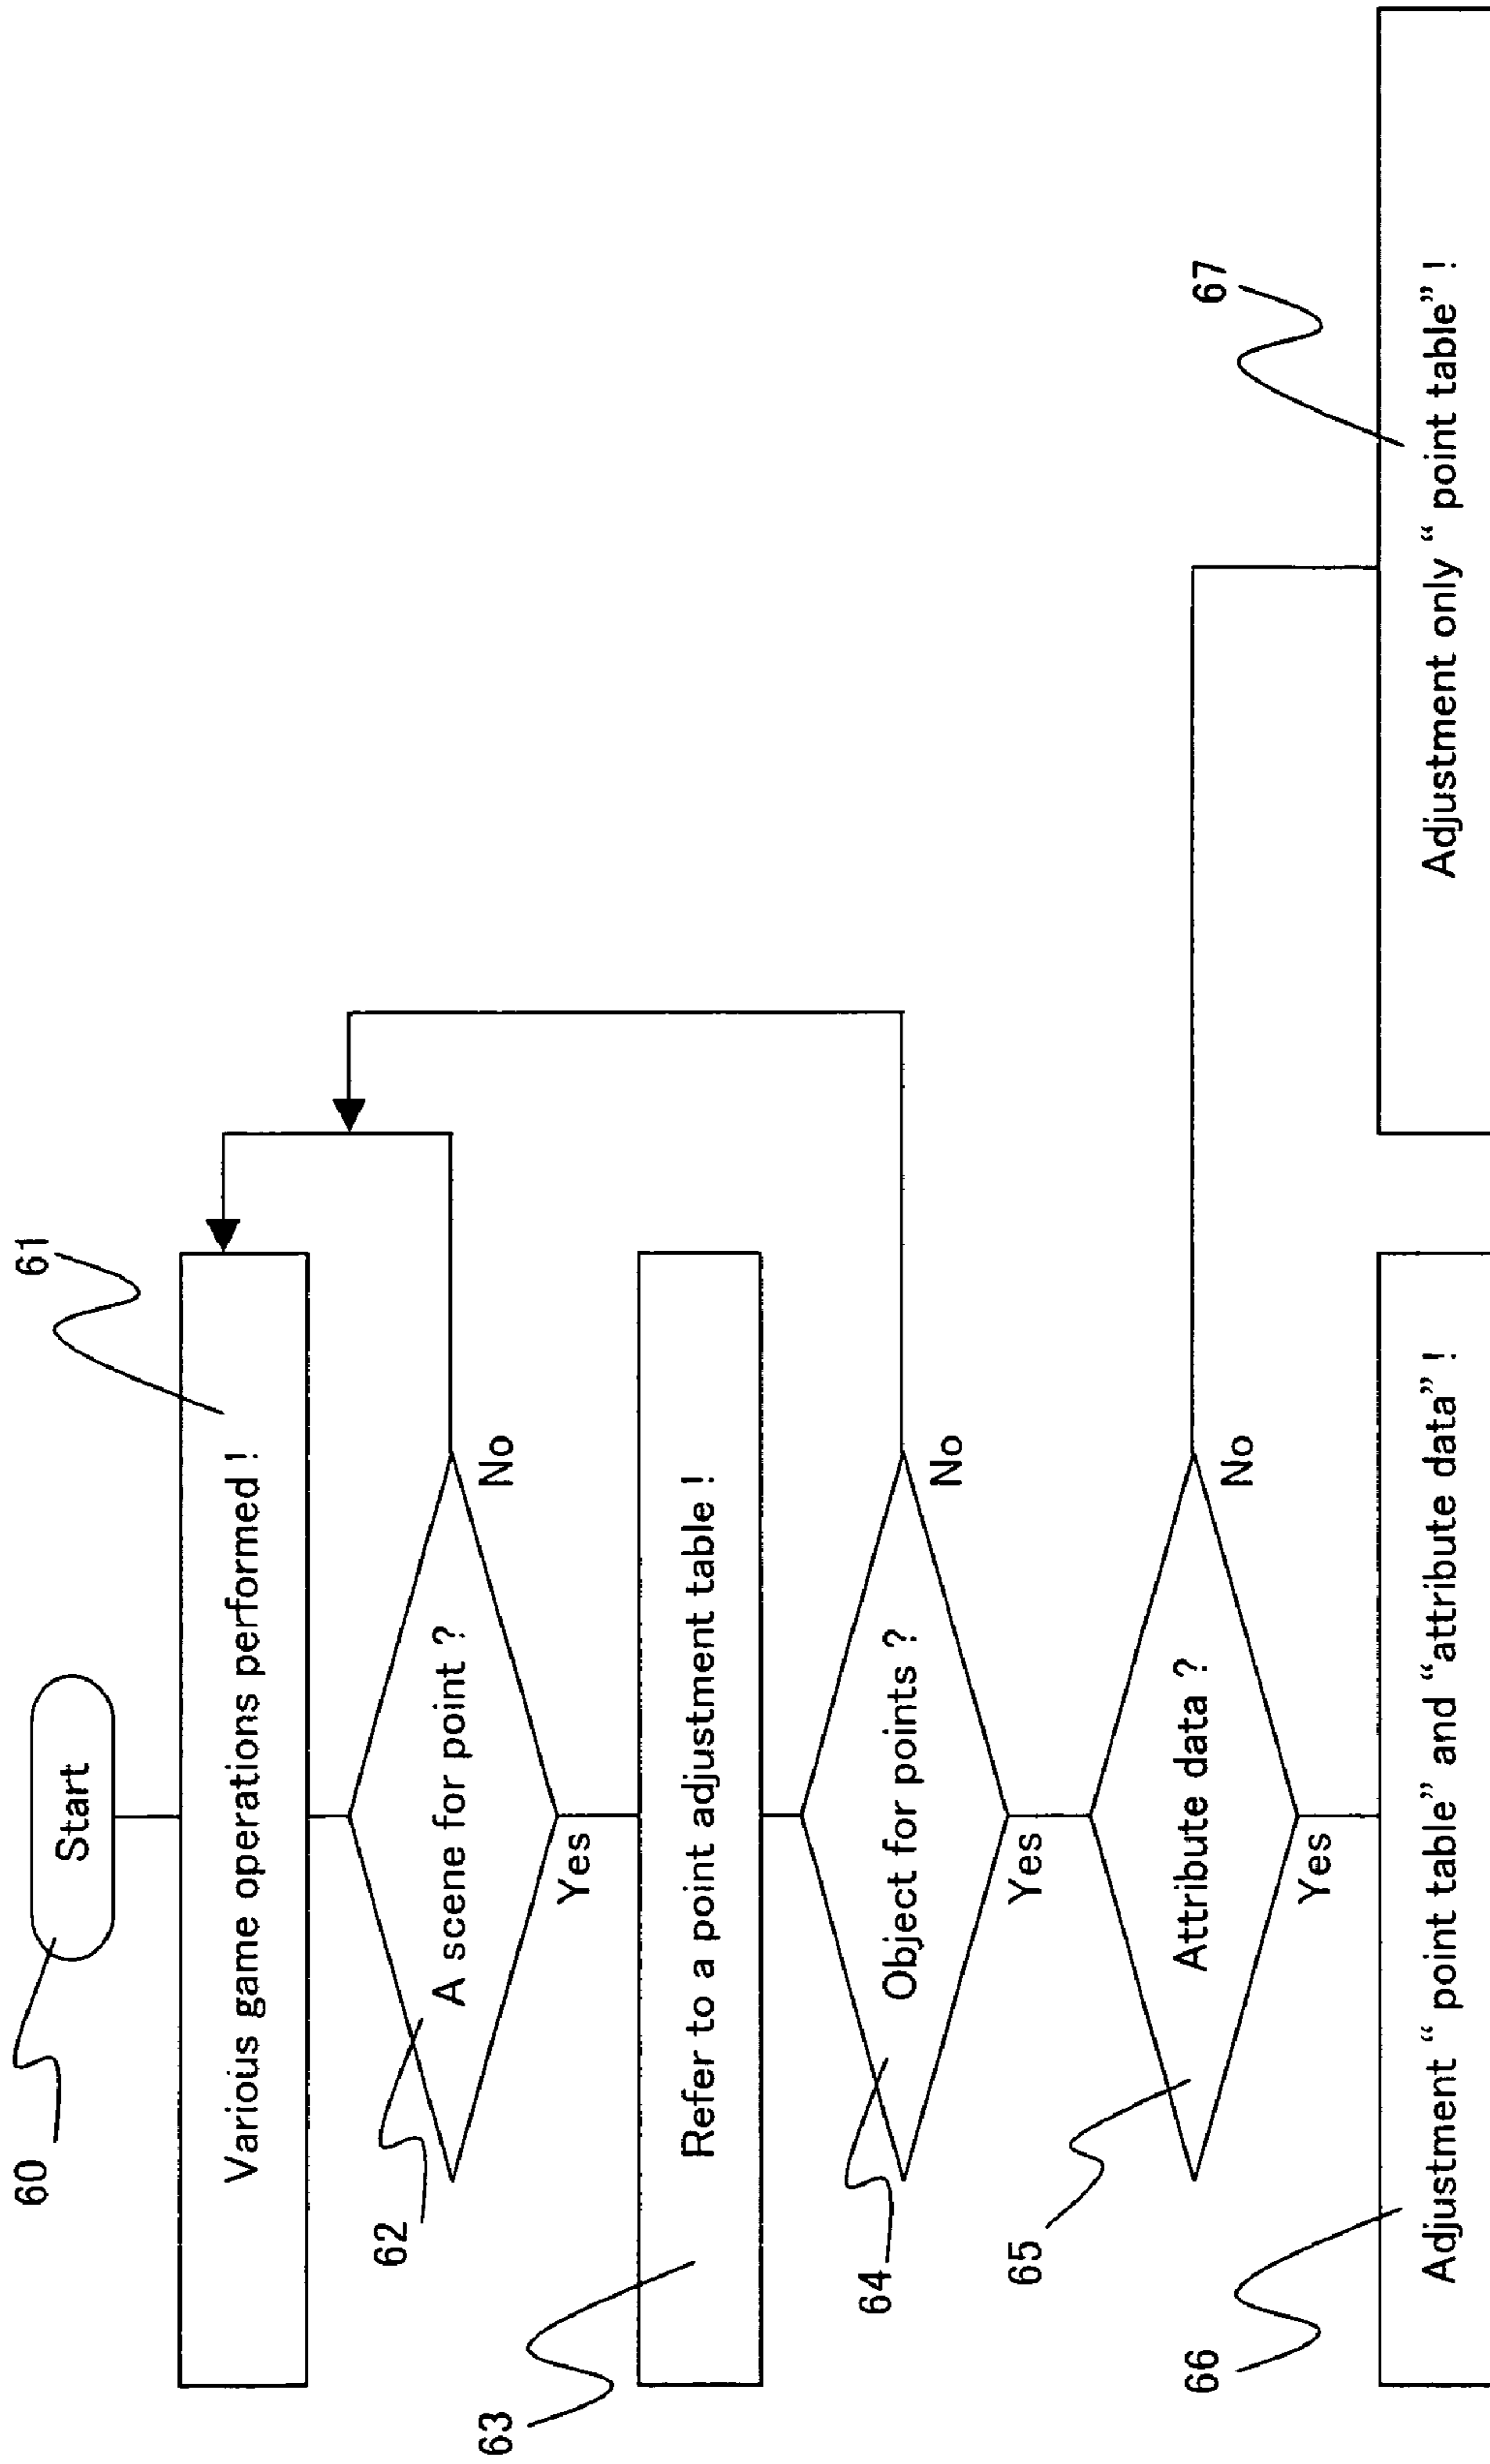 60
Start
61
Various game operations performed !
62
A scene for point ?
No
Yes
63
Refer to a point adjustment table !
64
Object for points ?
No
Yes
65
Attribute data ?
No
Yes
66
Adjustment “ point table” and “attribute data” !
67
Adjustment only “ point table” !